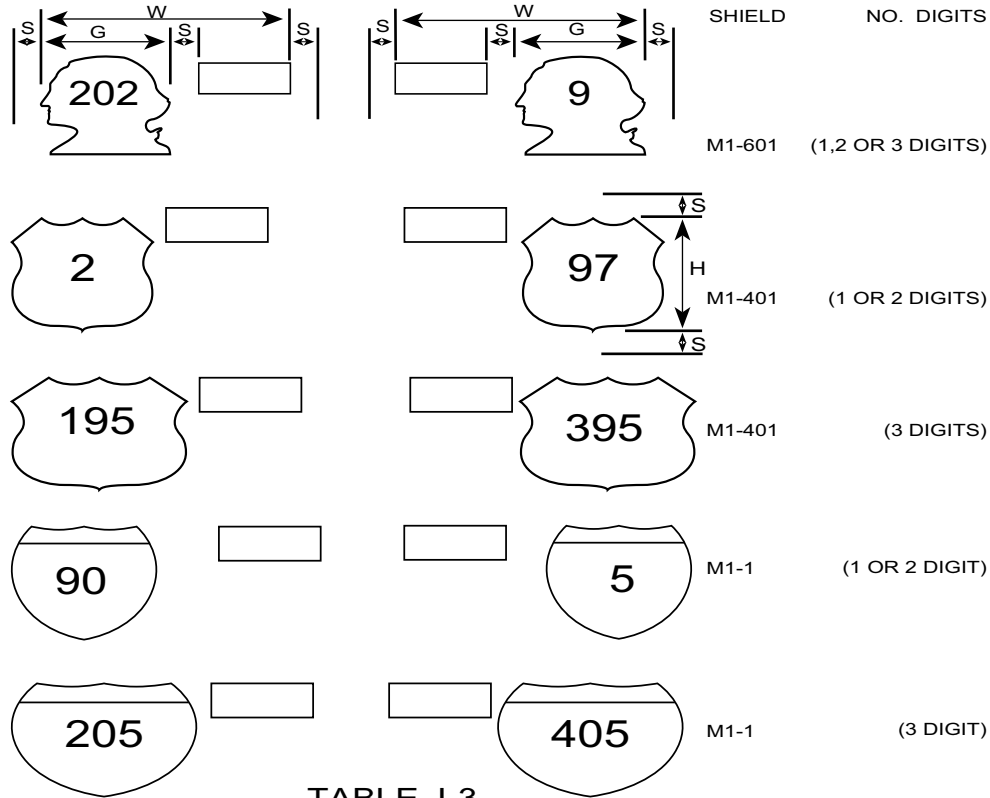 W W SHIELD NO. DIGITS
S G S S S S G S
202 9
M1-601 (1,2 OR 3 DIGITS)
S
2 97 H
M1-401 (1 OR 2 DIGITS)
S
195 395 M1-401 (3 DIGITS)
90 5 M1-1 (1 OR 2 DIGIT)
205 405 M1-1 (3 DIGIT)
TABLE J-3